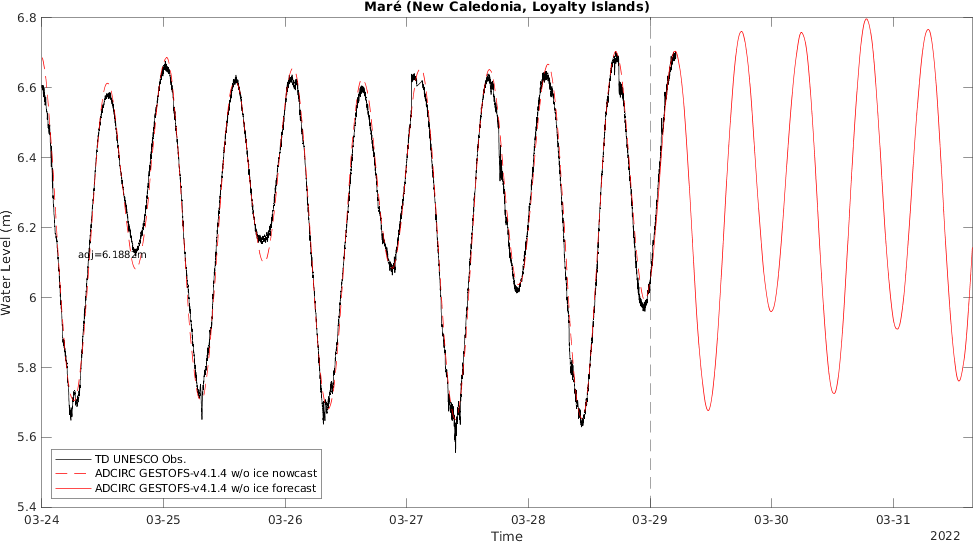 Maré (New Caledonia, Loyalty Islands)
6.8
6.6
6.4
6.2
6
5.8
5.6
5.4
Water Level (m)
adj=6.1882m
TD UNESCO Obs.
ADCIRC GESTOFS-v4.1.4 w/o ice nowcast
ADCIRC GESTOFS-v4.1.4 w/o ice forecast
03-24
03-25
03-26
03-27
03-28
03-29
03-30
03-31
Time
2022